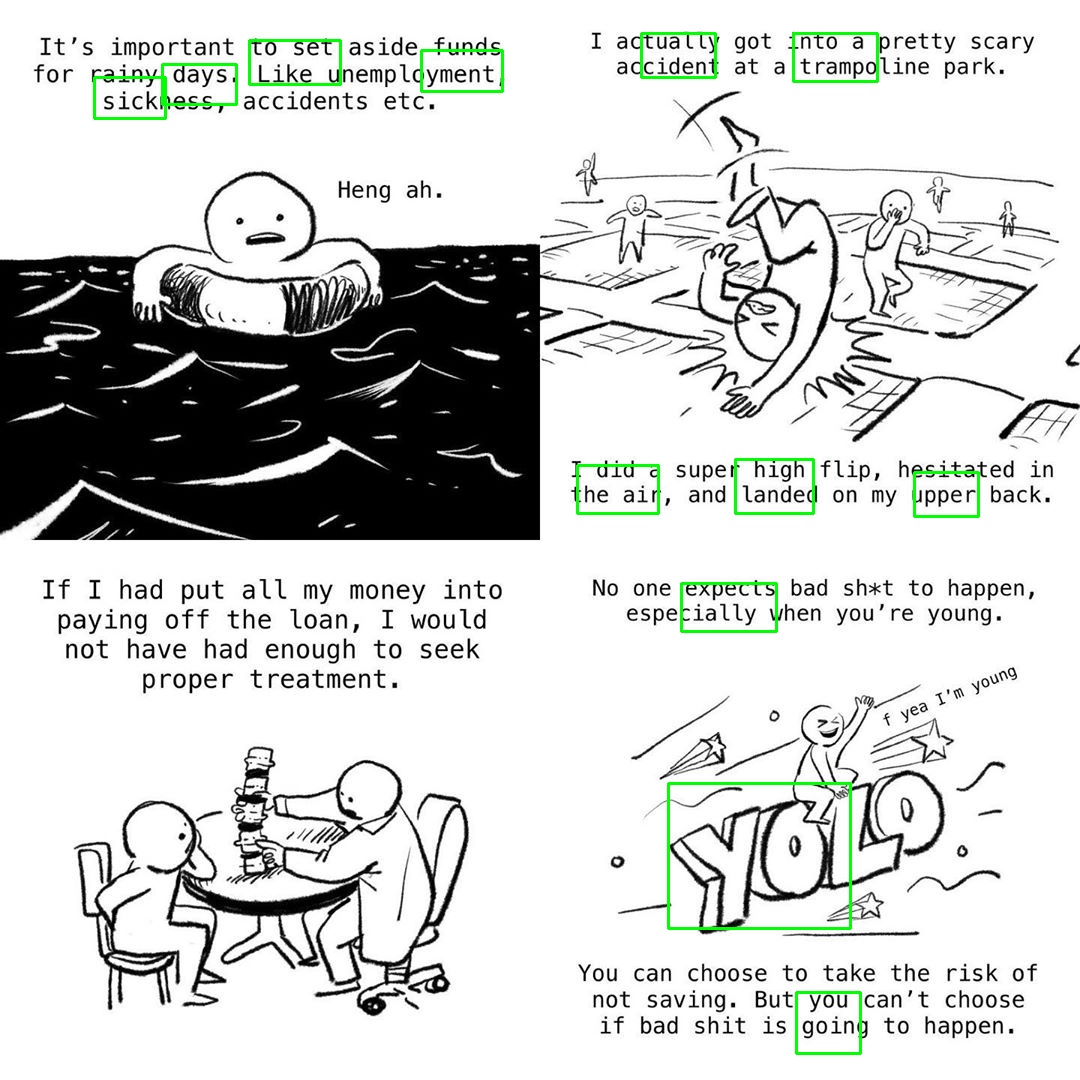 It's important to set aside funds
for rainy days. Like unemployment,
sickness, accidents etc.
Heng ah.
I actually got into a pretty scary
accident at a trampoline park.
I did a super high flip, hesitated in
the air, and landed on my upper back.
If I had put all my money into
paying off the loan, I would
not have had enough to seek
proper treatment.
No one expects bad sh*t to happen,
especially when you're young.
f yea I'm young
YOLO
You can choose to take the risk of
not saving. But you can't choose
if bad shit is going to happen.